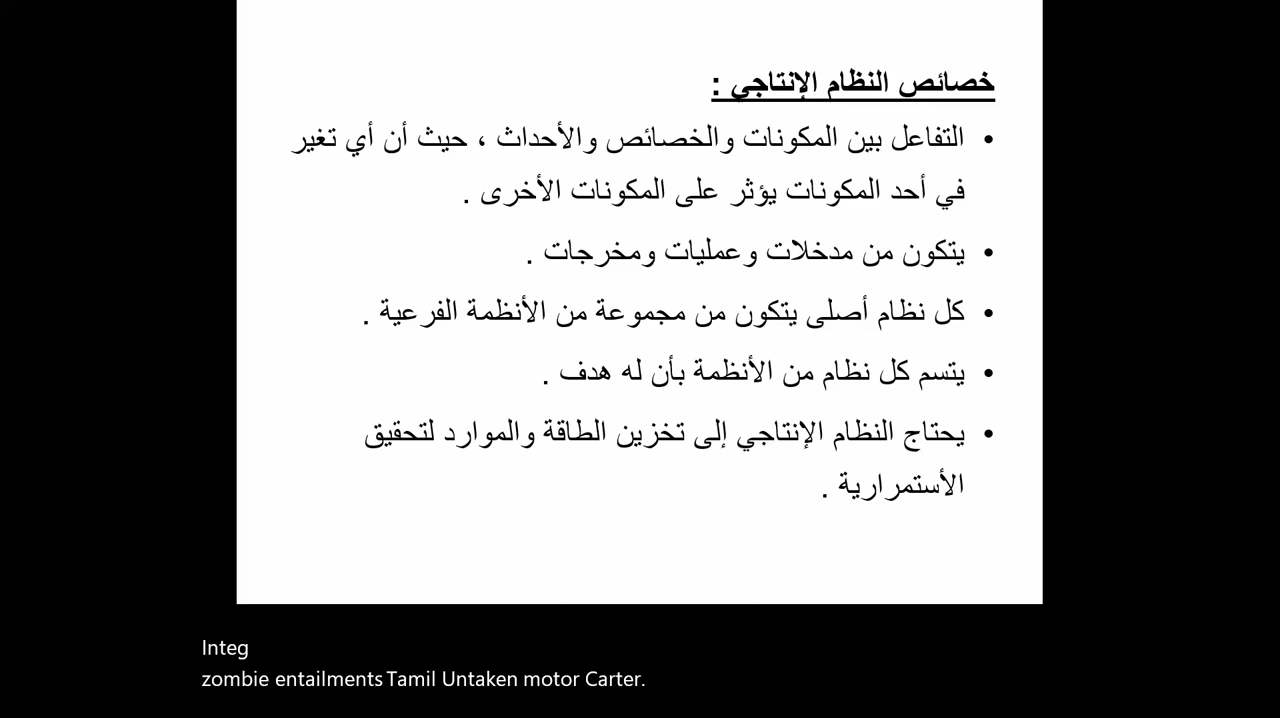 خصائص النظام الإنتاجي :
• التفاعل بين المكونات والخصائص والأحداث ، حيث أن أي تغير
في أحد المكونات يؤثر على المكونات الأخرى .
• يتكون من مدخلات وعمليات ومخرجات .
• كل نظام أصلى يتكون من مجموعة من الأنظمة الفرعية .
• يتسم كل نظام من الأنظمة بأن له هدف .
• يحتاج النظام الإنتاجي إلى تخزين الطاقة والموارد لتحقيق
الأستمرارية .
Integ
zombie entailments Tamil Untaken motor Carter.